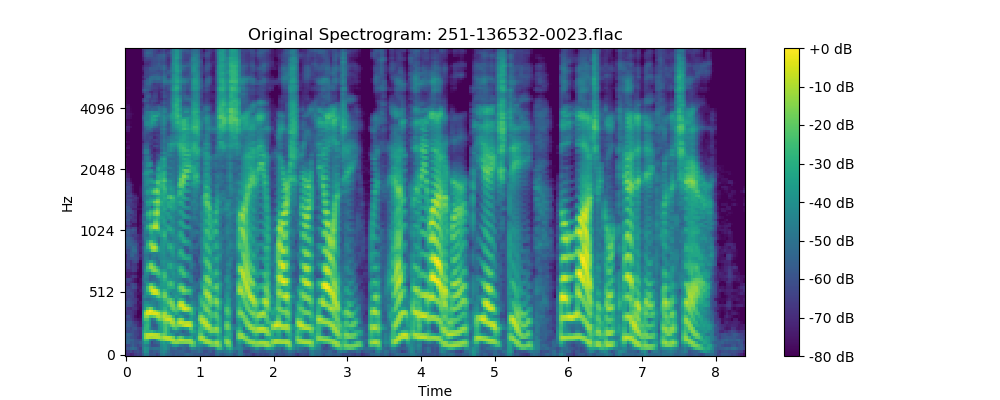 Original Spectrogram: 251-136532-0023.flac
Hz
4096
2048
1024
512
0
0 1 2 3 4 5 6 7 8
Time
+0 dB
-10 dB
-20 dB
-30 dB
-40 dB
-50 dB
-60 dB
-70 dB
-80 dB